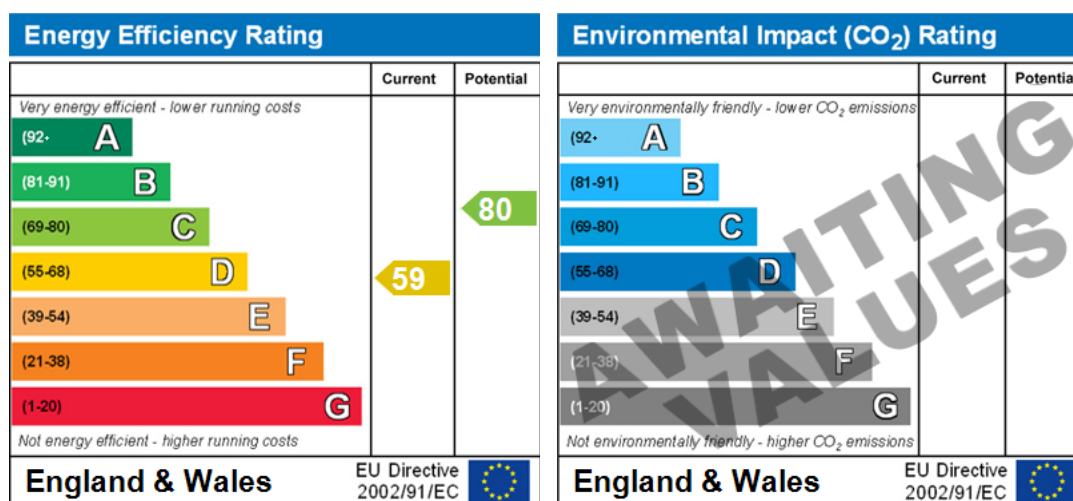 Energy Efficiency Rating
Current Potential
Very energy efficient - lower running costs
(92+ A
(81-91) B
(69-80) C
(55-68) D
(39-54) E
(21-38) F
(1-20) G
80
59
Not energy efficient - higher running costs
England & Wales
EU Directive
2002/91/EC
Environmental Impact (CO₂) Rating
Current Potentia
Very environmentally friendly - lower CO₂ emissions
(92+ A
(81-91) B
(69-80) C
(55-68) D
(39-54) E
(21-38) F
(1-20) G
AWAITING
VALUES
Not environmentally friendly - higher CO₂ emissions
England & Wales
EU Directive
2002/91/EC